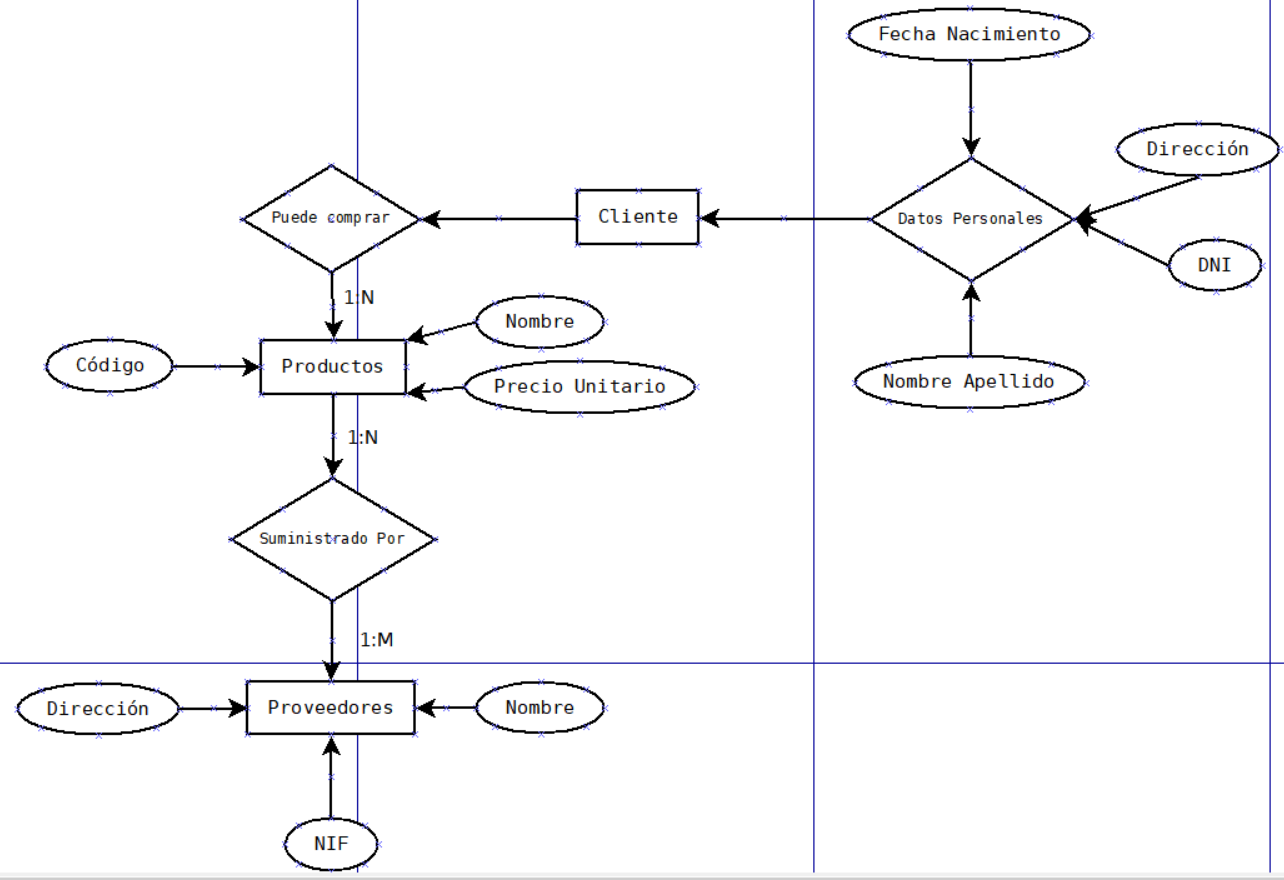 Fecha Nacimiento
Dirección
Puede comprar
Cliente
Datos Personales
DNI
1:N
Nombre
Código
Productos
Precio Unitario
Nombre Apellido
1:N
Suministrado Por
1:M
Dirección
Proveedores
Nombre
NIF